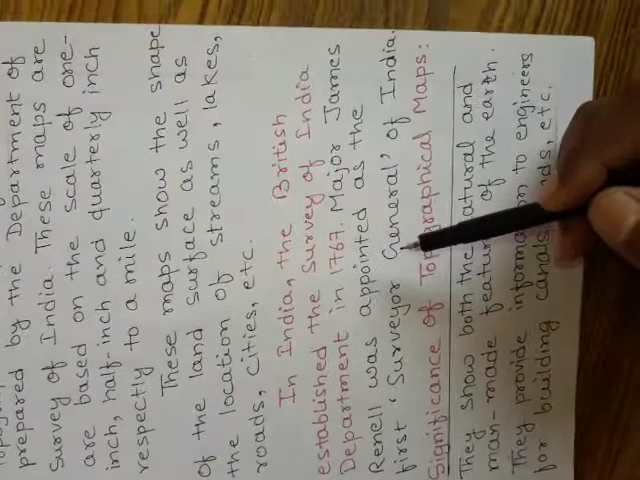 prepared by the Department of
Survey of India. These maps are
are based on the scale of one-
inch, half-inch and quarterly inch
respectly to a mile.
These maps show the shape
of the land surface as well as
the location of streams, lakes,
roads, cities, etc.
In India, the British
established the Survey of India
Department in 1767. Major James
Renell was appointed as the
first 'Surveyor General' of India.
Significance of Topographical Maps:
They show both the natural and
man-made features of the earth.
They provide information to engineers
for building canals, etc.